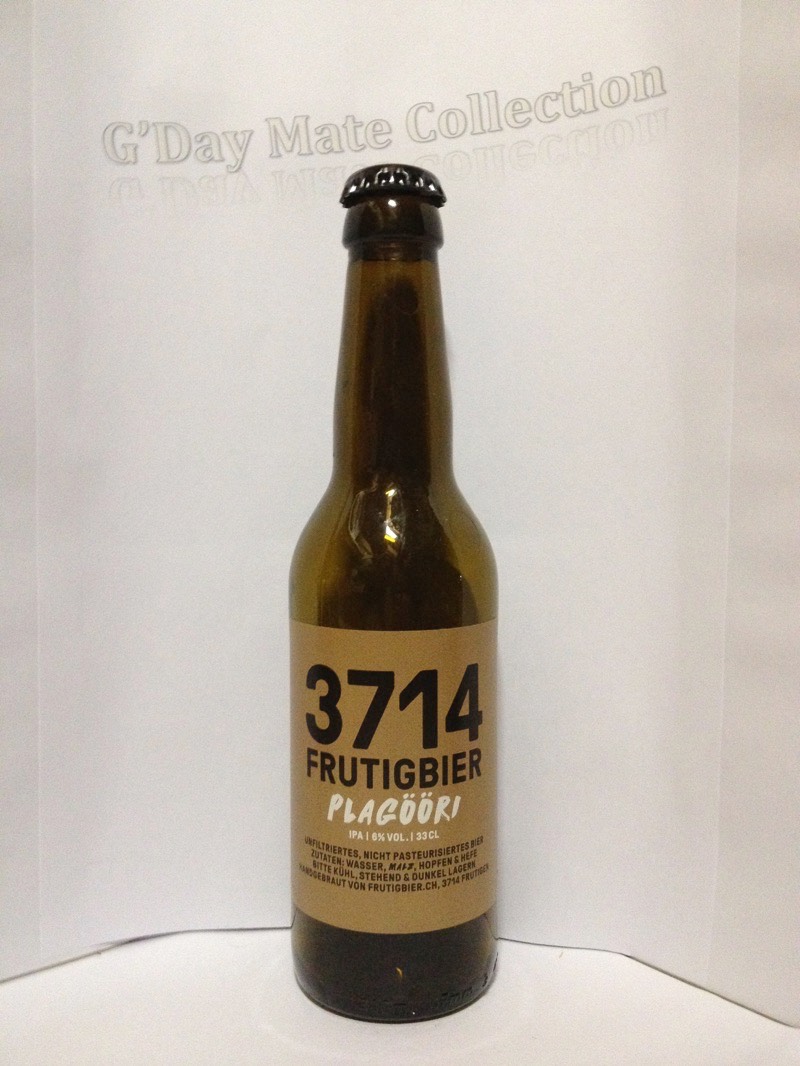 G'Day Mate Collection
3714
FRUTIGBIER
PLAGÖÖRI
IPA | 6% VOL. | 33 CL
UNFILTRIERTES, NICHT PASTEURISIERTES BIER
ZUTATEN: WASSER, MALZ, HOPFEN & HEFE
BITTE KÜHL, STEHEND & DUNKEL LAGERN
HANDGEBRAUT VON FRUTIGBIER.CH, 3714 FRUTIGEN